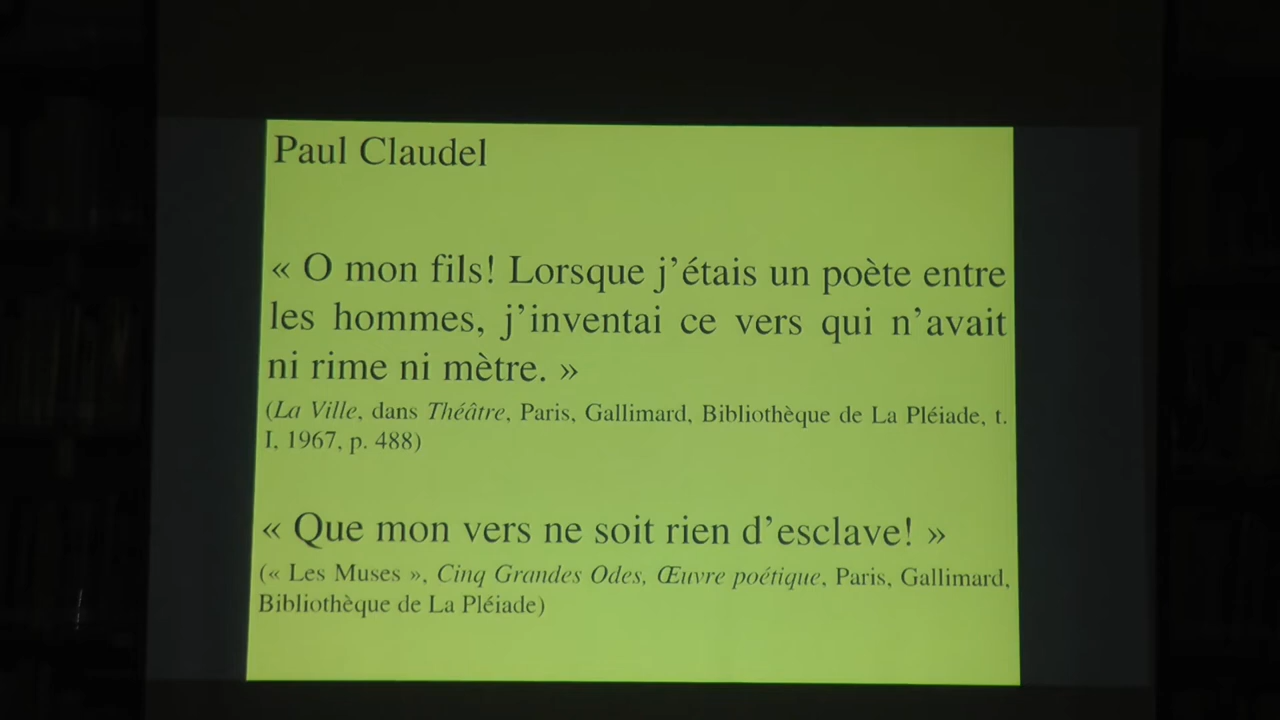 Paul Claudel
« O mon fils! Lorsque j’étais un poète entre
les hommes, j’inventai ce vers qui n’avait
ni rime ni mètre. »
(La Ville, dans Théâtre, Paris, Gallimard, Bibliothèque de La Pléiade, t.
I, 1967, p. 488)
« Que mon vers ne soit rien d’esclave! »
(« Les Muses », Cinq Grandes Odes, Œuvre poétique, Paris, Gallimard,
Bibliothèque de La Pléiade)